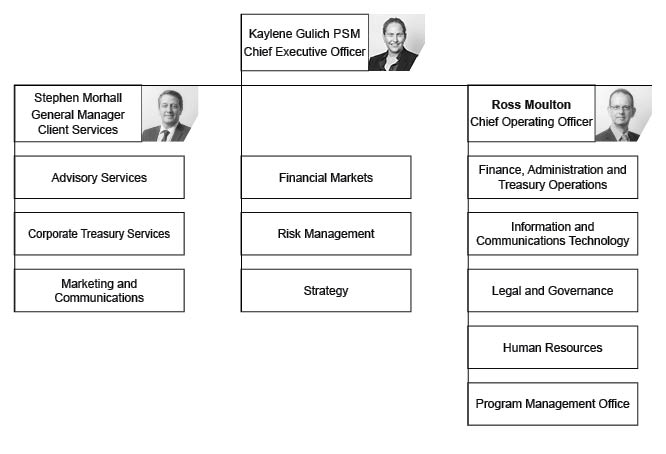 Kaylene Gulich PSM
Chief Executive Officer
Stephen Morhall
General Manager
Client Services
Ross Moulton
Chief Operating Officer
Advisory Services
Financial Markets
Finance, Administration and
Treasury Operations
Corporate Treasury Services
Risk Management
Information and
Communications Technology
Marketing and
Communications
Strategy
Legal and Governance
Human Resources
Program Management Office